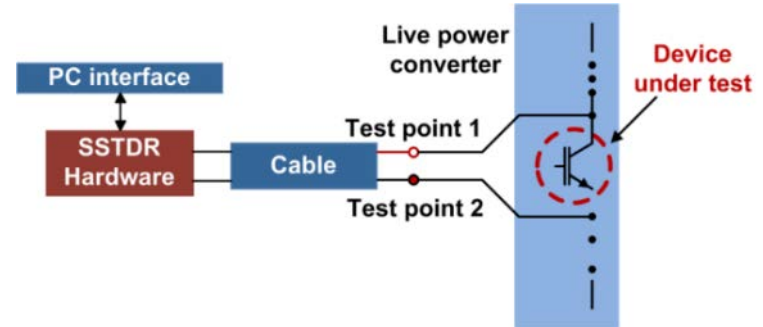 Live power
converter
Device
under test
PC interface
SSTDR
Hardware
Cable
Test point 1
Test point 2